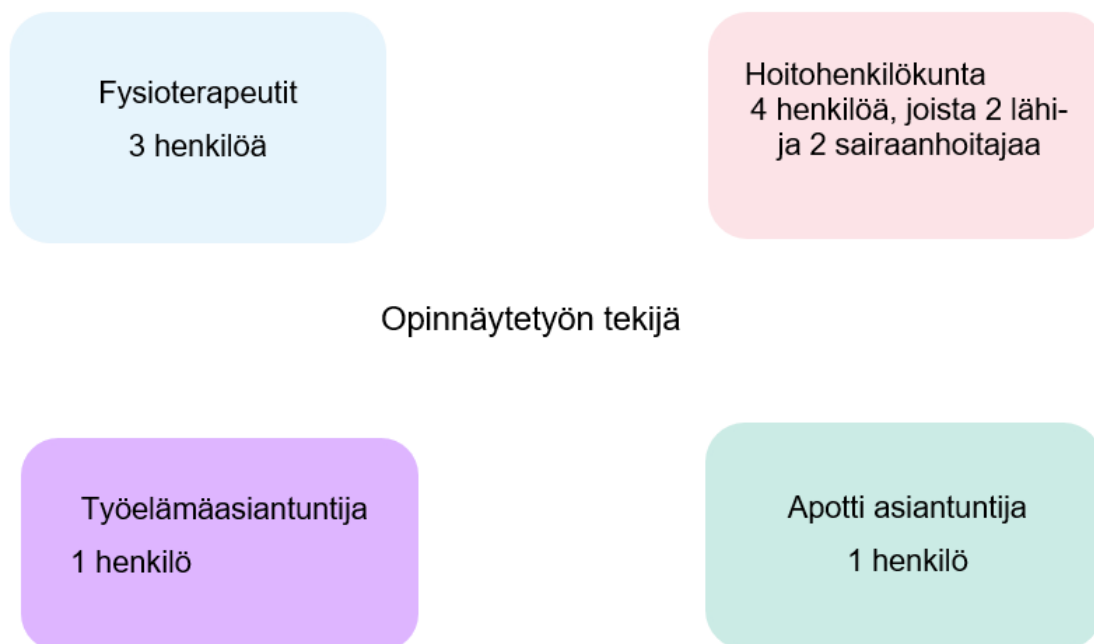 Fysioterapeutit
3 henkilöä
Hoitohenkilökunta
4 henkilöä, joista 2 lähi-
ja 2 sairaanhoitajaa
Opinnäytetyön tekijä
Työelämäasiantuntija
1 henkilö
Apotti asiantuntija
1 henkilö